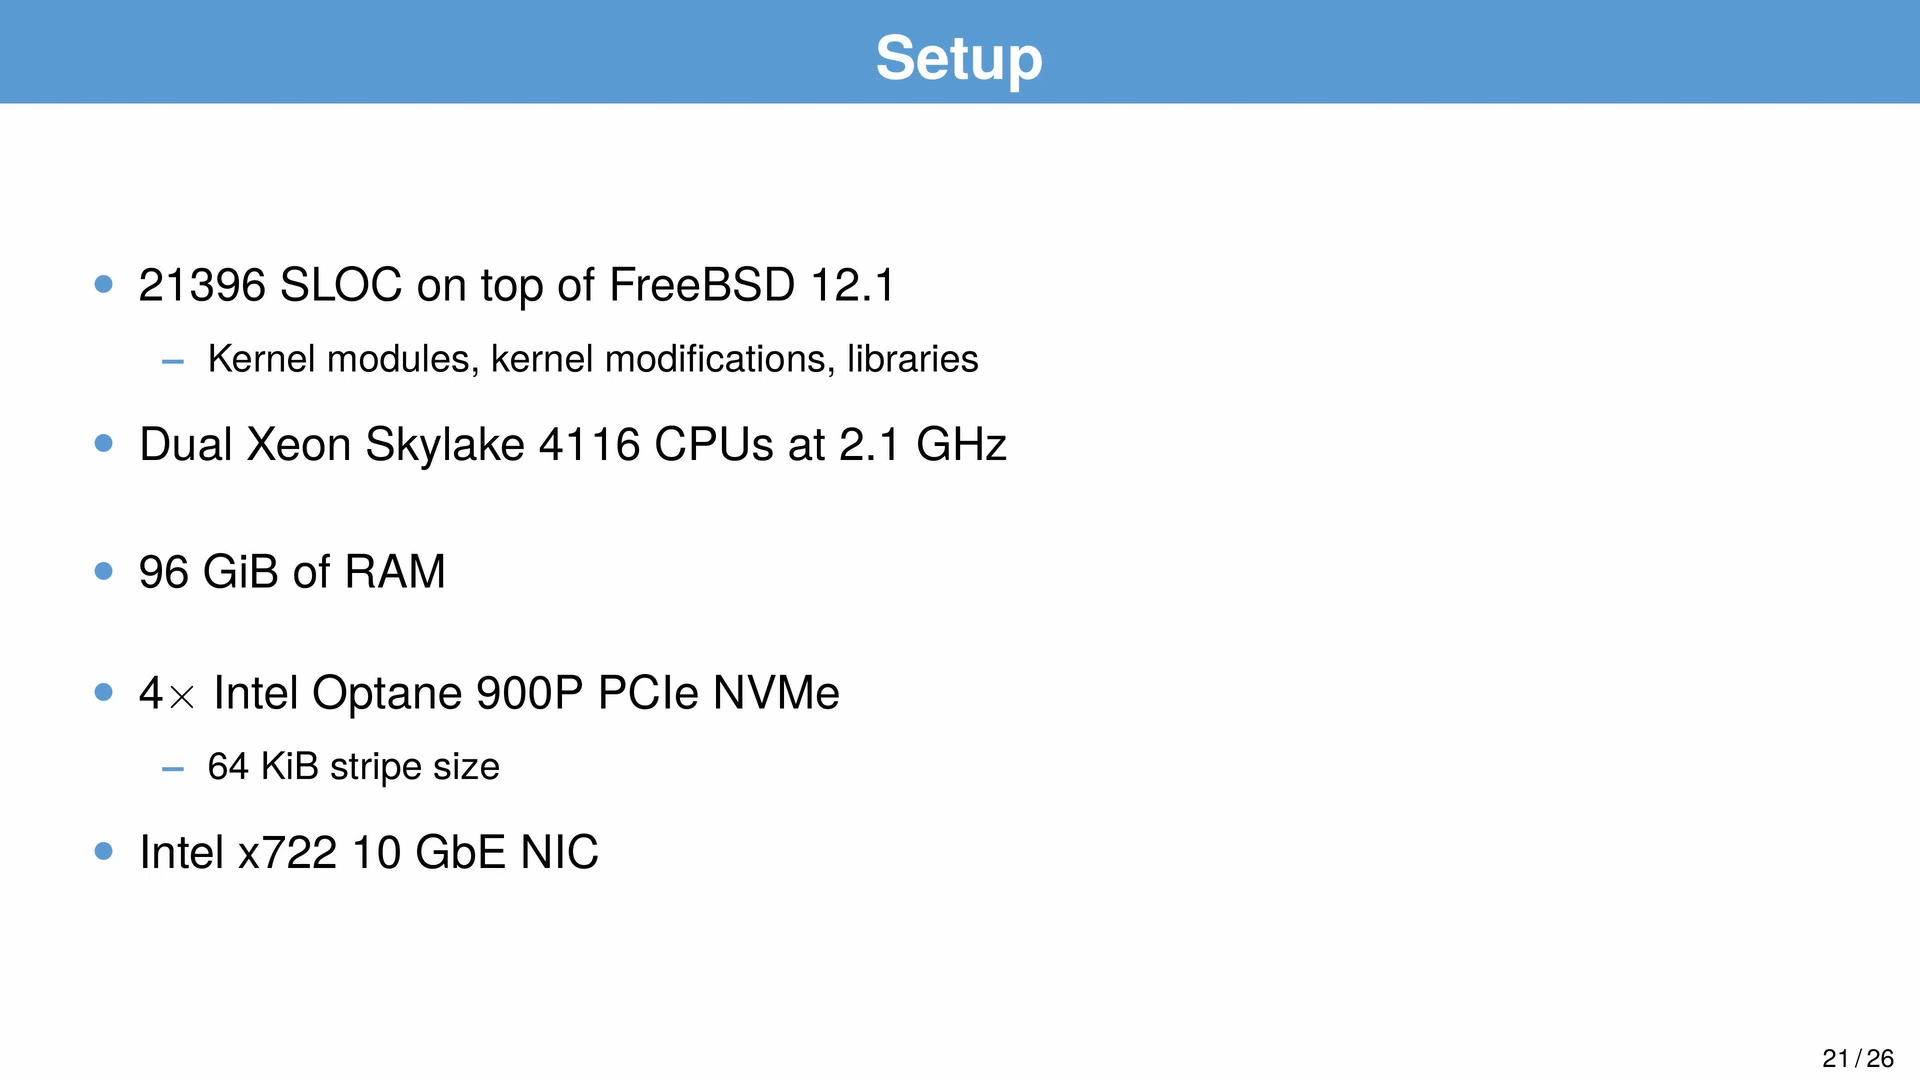 Setup
• 21396 SLOC on top of FreeBSD 12.1
– Kernel modules, kernel modifications, libraries
• Dual Xeon Skylake 4116 CPUs at 2.1 GHz
• 96 GiB of RAM
• 4× Intel Optane 900P PCIe NVMe
– 64 KiB stripe size
• Intel x722 10 GbE NIC
21 / 26